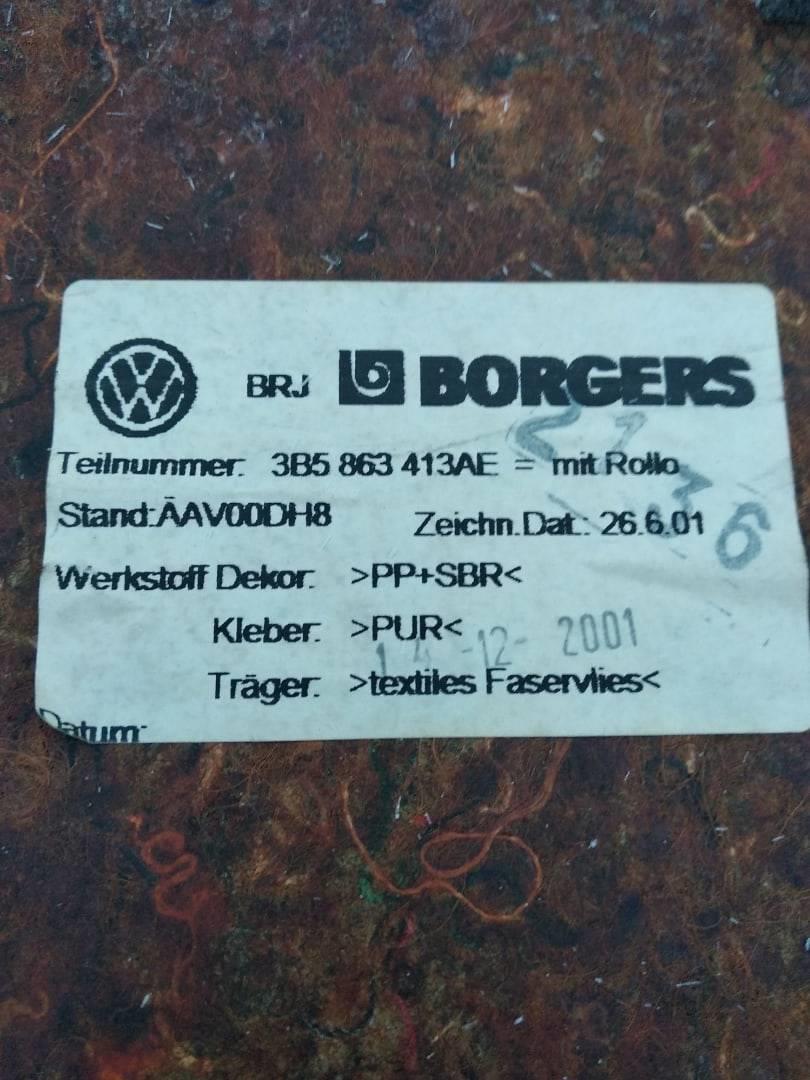 BRJ BORGERS
Teilnummer: 3B5 863 413AE = mit Rollo
Stand:ÄAV00DH8 Zeichn.Dat.: 26.6.01
Werkstoff Dekor: >PP+SBR<
Kleber: >PUR<
14-12-2001
Träger: >textiles Faservlies<
Datum: